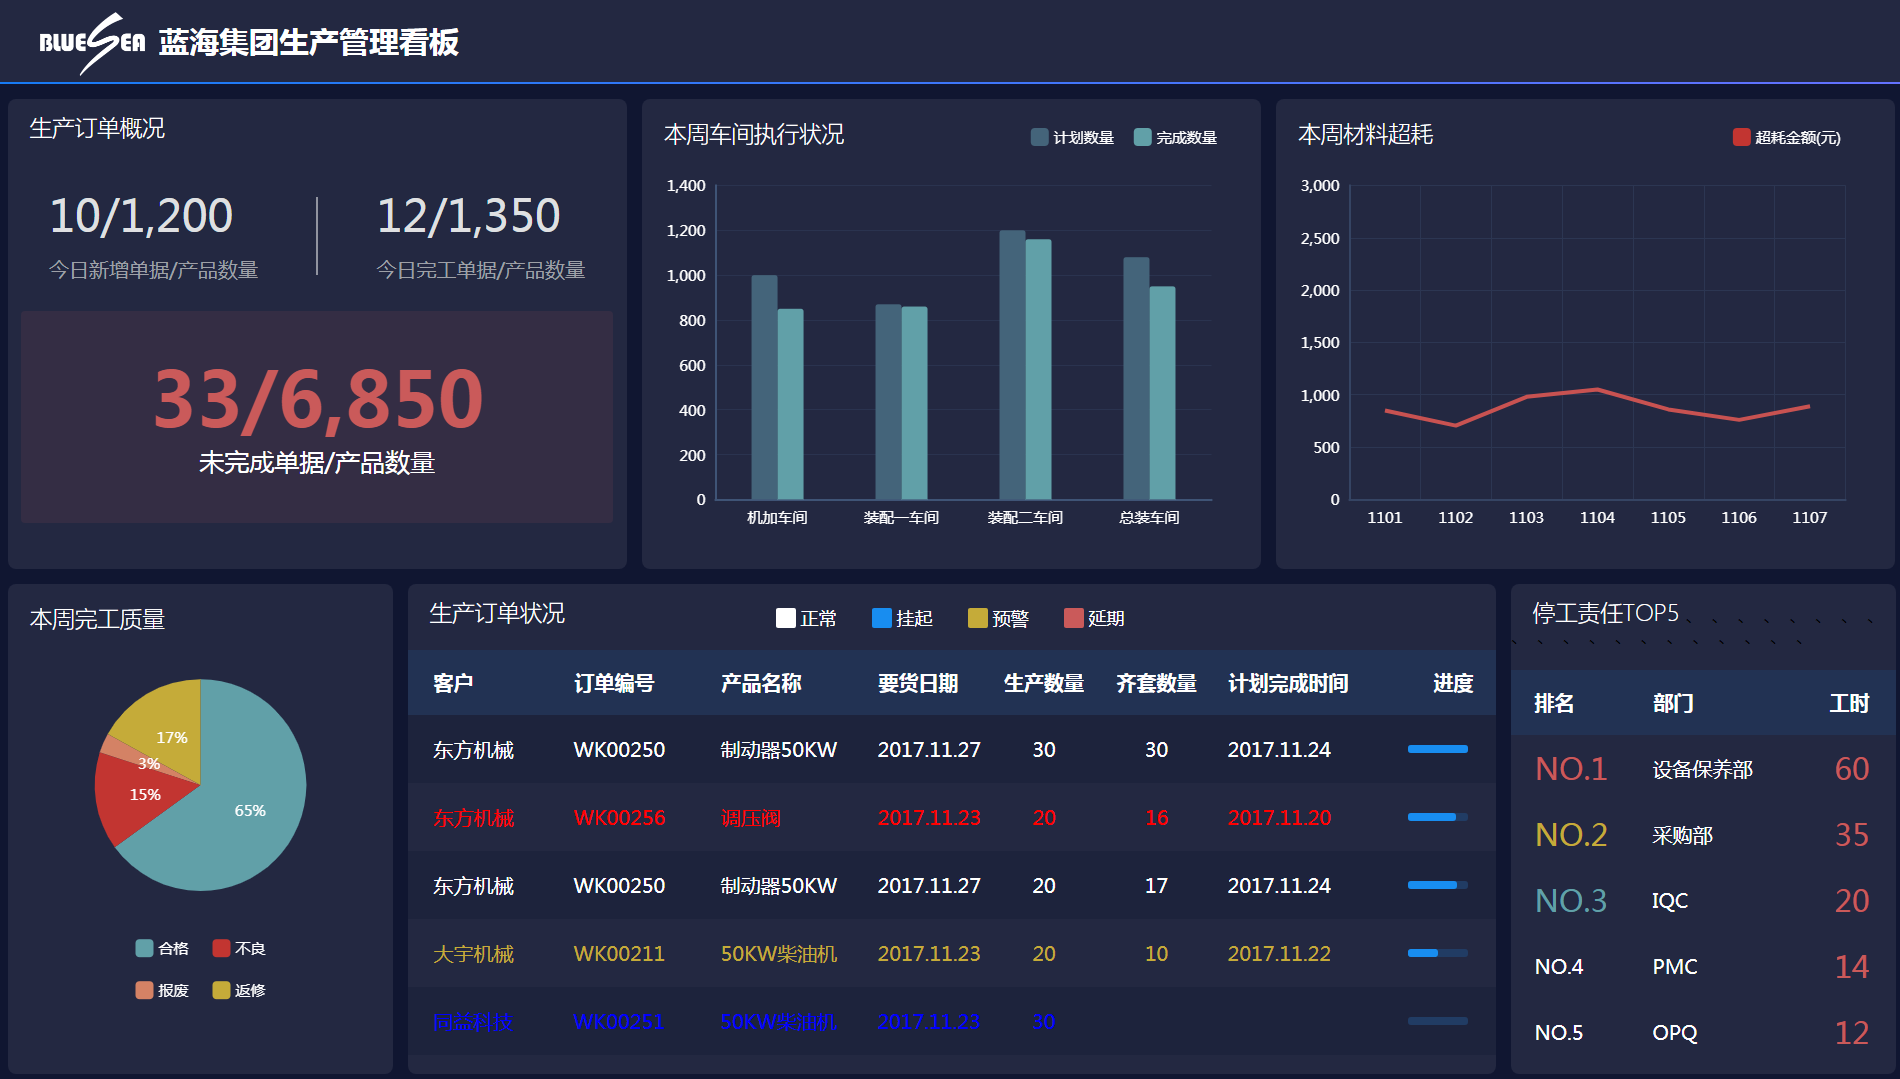 BLUESEA 蓝海集团生产管理看板
生产订单概况
10/1,200
今日新增单据/产品数量
12/1,350
今日完工单据/产品数量
33/6,850
未完成单据/产品数量
本周车间执行状况
计划数量 完成数量
1,400
1,200
1,000
800
600
400
200
0
机加车间 装配一车间 装配二车间 总装车间
本周材料超耗
超耗金额(元)
3,000
2,500
2,000
1,500
1,000
500
0
1101 1102 1103 1104 1105 1106 1107
本周完工质量
17%
3%
15%
65%
合格 不良
报废 返修
生产订单状况
正常 挂起 预警 延期
客户 订单编号 产品名称 要货日期 生产数量 齐套数量 计划完成时间 进度
东方机械 WK00250 制动器50KW 2017.11.27 30 30 2017.11.24
东方机械 WK00256 调压阀 2017.11.23 20 16 2017.11.20
东方机械 WK00250 制动器50KW 2017.11.27 20 17 2017.11.24
大宇机械 WK00211 50KW柴油机 2017.11.23 20 10 2017.11.22
同益科技 WK00251 50KW柴油机 2017.11.23 30
停工责任TOP5
排名 部门 工时
NO.1 设备保养部 60
NO.2 采购部 35
NO.3 IQC 20
NO.4 PMC 14
NO.5 OPQ 12